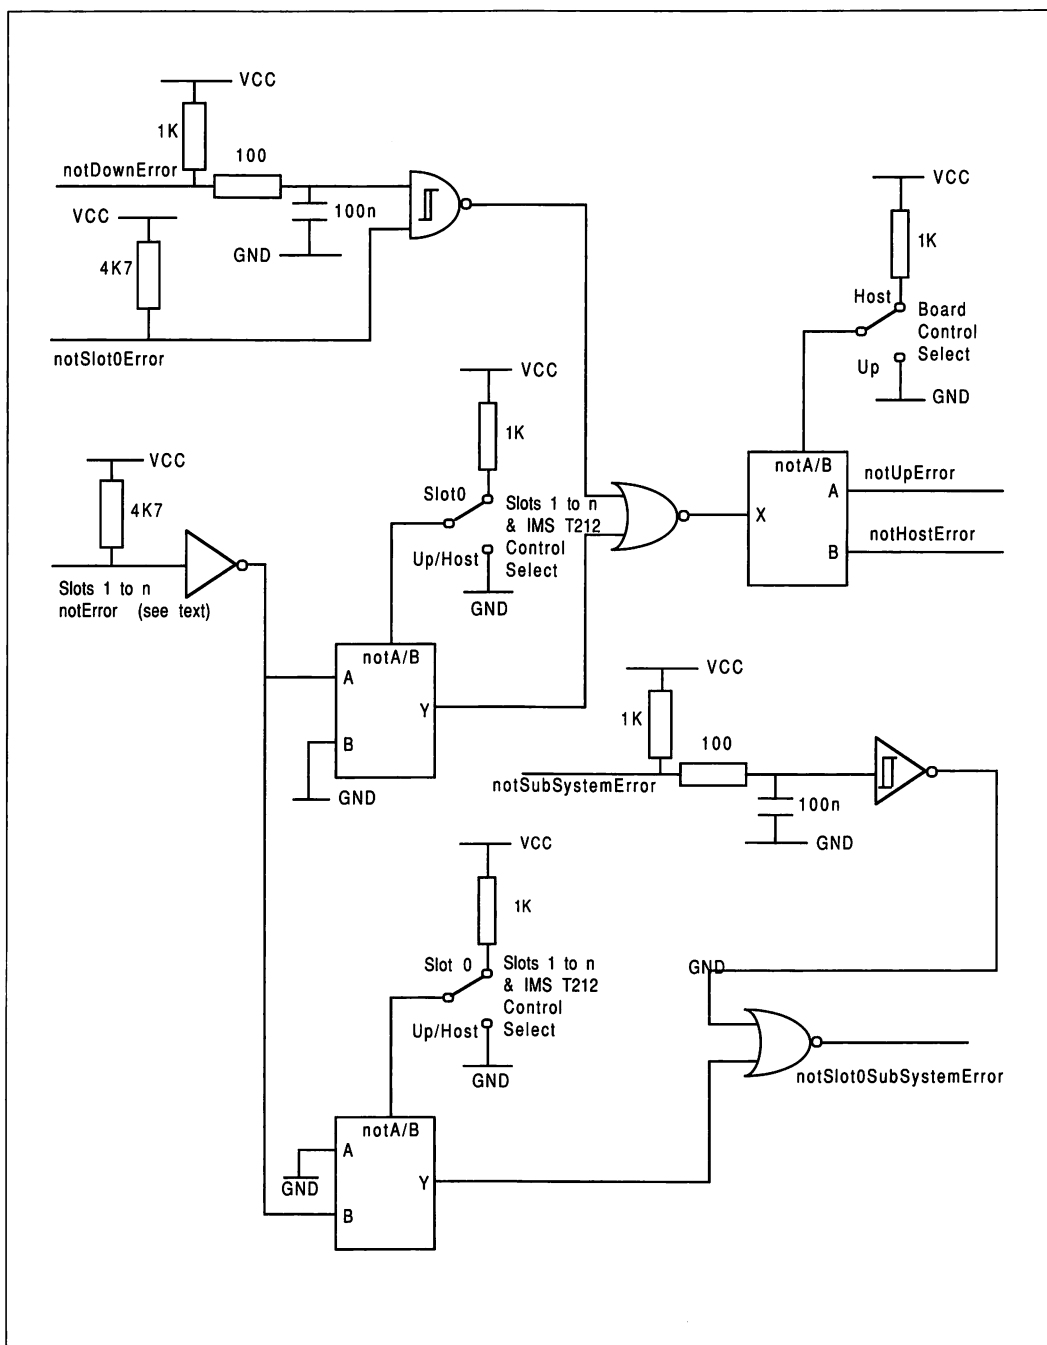 VCC
1K
100
notDownError
VCC
100n
GND
4K7
notSlot0Error
VCC
1K
Host
Board
Control
Select
Up
GND
VCC
1K
Slot0
Slots 1 to n
& IMS T212
Control
Select
Up/Host
GND
VCC
4K7
Slots 1 to n
notError (see text)
notA/B
A
B
X
notUpError
notHostError
notA/B
A
Y
B
GND
VCC
1K
100
notSubSystemError
100n
GND
VCC
1K
Slot 0
Slots 1 to n
& IMS T212
Control
Select
Up/Host
GND
GND
notSlot0SubSystemError
notA/B
A
GND
Y
B